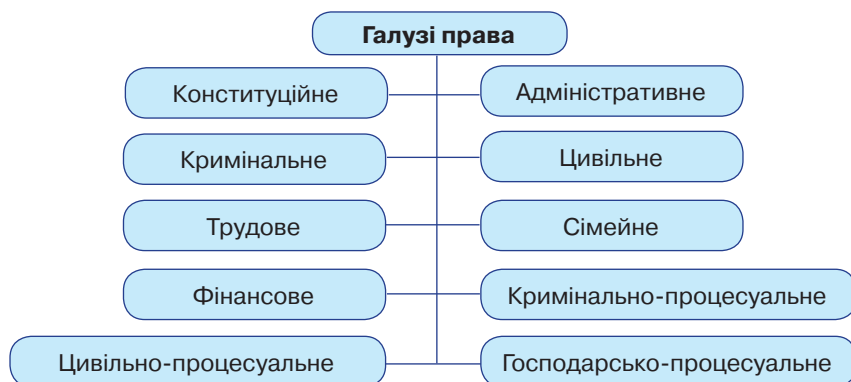 Галузі права
Конституційне
Адміністративне
Кримінальне
Цивільне
Трудове
Сімейне
Фінансове
Кримінально-процесуальне
Цивільно-процесуальне
Господарсько-процесуальне